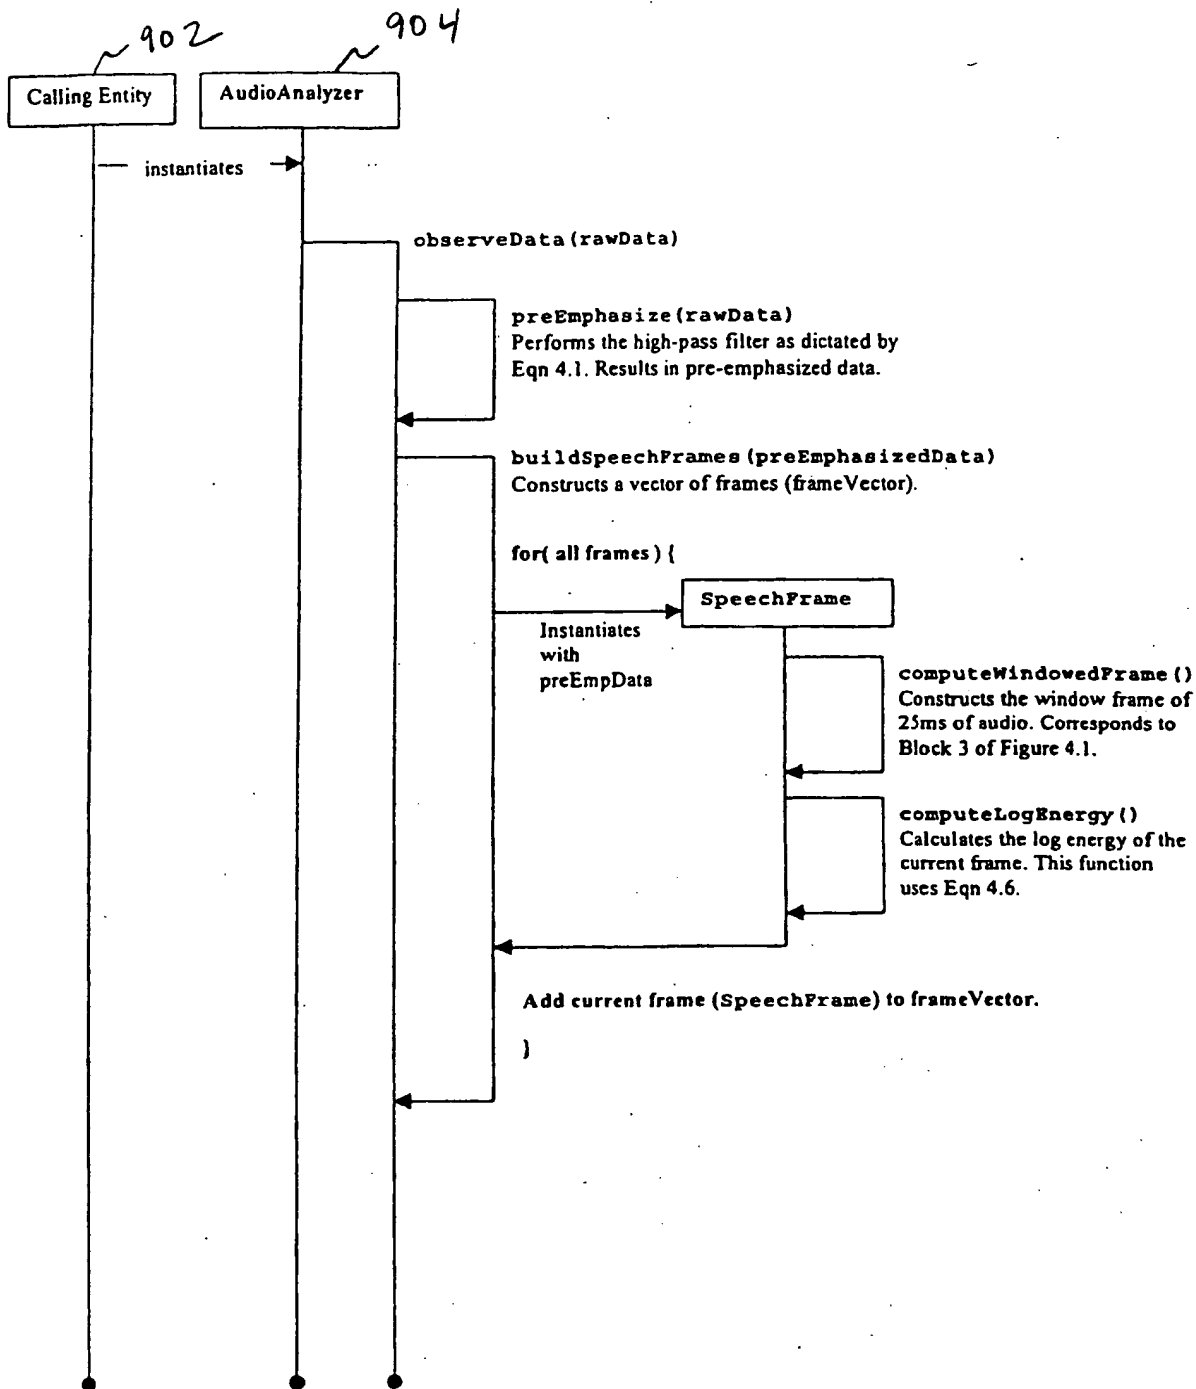 902
904
Calling Entity
AudioAnalyzer
instantiates
observeData(rawData)
preEmphasize(rawData)
Performs the high-pass filter as dictated by
Eqn 4.1. Results in pre-emphasized data.
buildSpeechFrames(preEmphasizedData)
Constructs a vector of frames (frameVector).
for( all frames ) {
SpeechFrame
Instantiates
with
preEmpData
computeWindowedFrame()
Constructs the window frame of
25ms of audio. Corresponds to
Block 3 of Figure 4.1.
computeLogEnergy()
Calculates the log energy of the
current frame. This function
uses Eqn 4.6.
Add current frame (SpeechFrame) to frameVector.
}